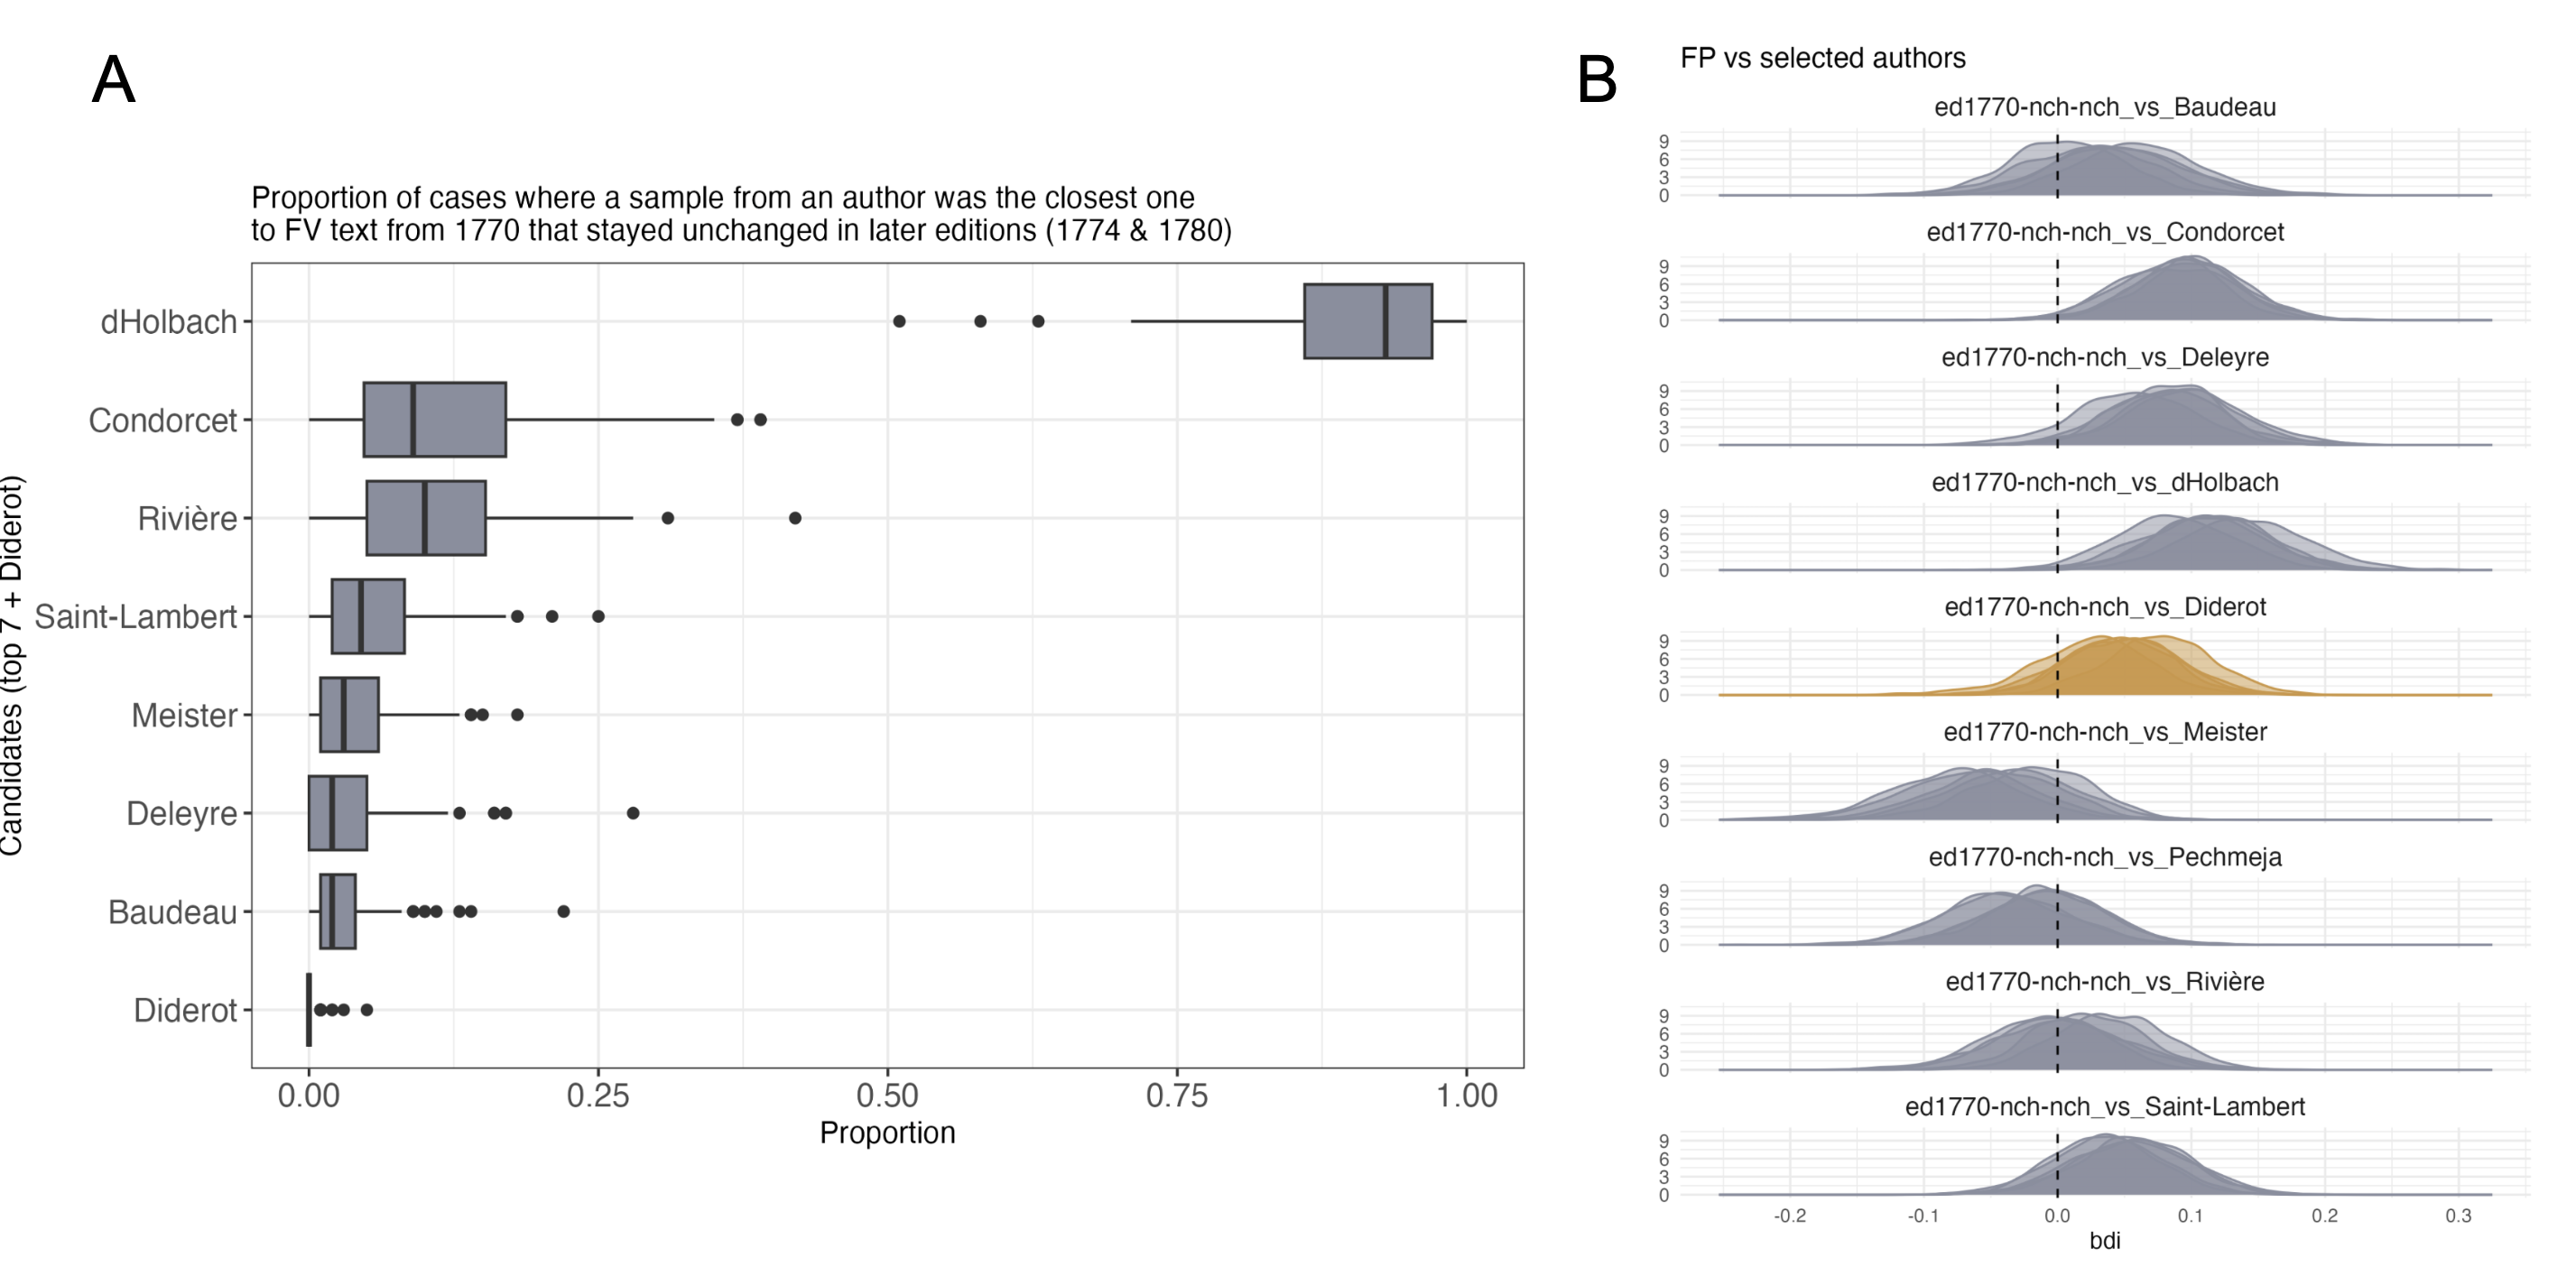 A
Proportion of cases where a sample from an author was the closest one
to FV text from 1770 that stayed unchanged in later editions (1774 & 1780)
Candidates (top 7 + Diderot)
dHolbach
Condorcet
Rivière
Saint-Lambert
Meister
Deleyre
Baudeau
Diderot
0.00 0.25 0.50 0.75 1.00
Proportion
B
FP vs selected authors
ed1770-nch-nch_vs_Baudeau
9
6
3
0
ed1770-nch-nch_vs_Condorcet
9
6
3
0
ed1770-nch-nch_vs_Deleyre
9
6
3
0
ed1770-nch-nch_vs_dHolbach
9
6
3
0
ed1770-nch-nch_vs_Diderot
9
6
3
0
ed1770-nch-nch_vs_Meister
9
6
3
0
ed1770-nch-nch_vs_Pechmeja
9
6
3
0
ed1770-nch-nch_vs_Rivière
9
6
3
0
ed1770-nch-nch_vs_Saint-Lambert
9
6
3
0
-0.2 -0.1 0.0 0.1 0.2 0.3
bdi